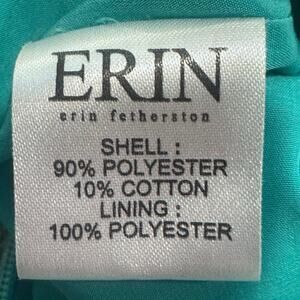 ERIN
erin fetherston
SHELL :
90% POLYESTER
10% COTTON
LINING :
100% POLYESTER